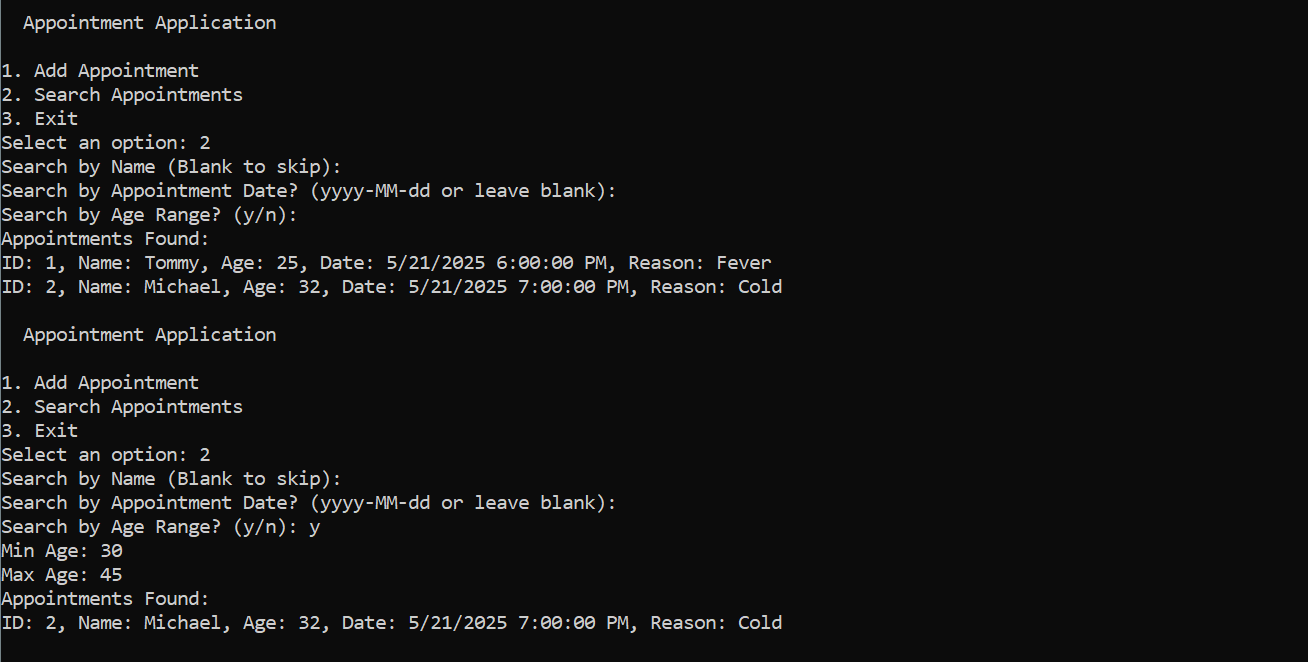 Appointment Application
1. Add Appointment
2. Search Appointments
3. Exit
Select an option: 2
Search by Name (Blank to skip):
Search by Appointment Date? (yyyy-MM-dd or leave blank):
Search by Age Range? (y/n):
Appointments Found:
ID: 1, Name: Tommy, Age: 25, Date: 5/21/2025 6:00:00 PM, Reason: Fever
ID: 2, Name: Michael, Age: 32, Date: 5/21/2025 7:00:00 PM, Reason: Cold
Appointment Application
1. Add Appointment
2. Search Appointments
3. Exit
Select an option: 2
Search by Name (Blank to skip):
Search by Appointment Date? (yyyy-MM-dd or leave blank):
Search by Age Range? (y/n): y
Min Age: 30
Max Age: 45
Appointments Found:
ID: 2, Name: Michael, Age: 32, Date: 5/21/2025 7:00:00 PM, Reason: Cold